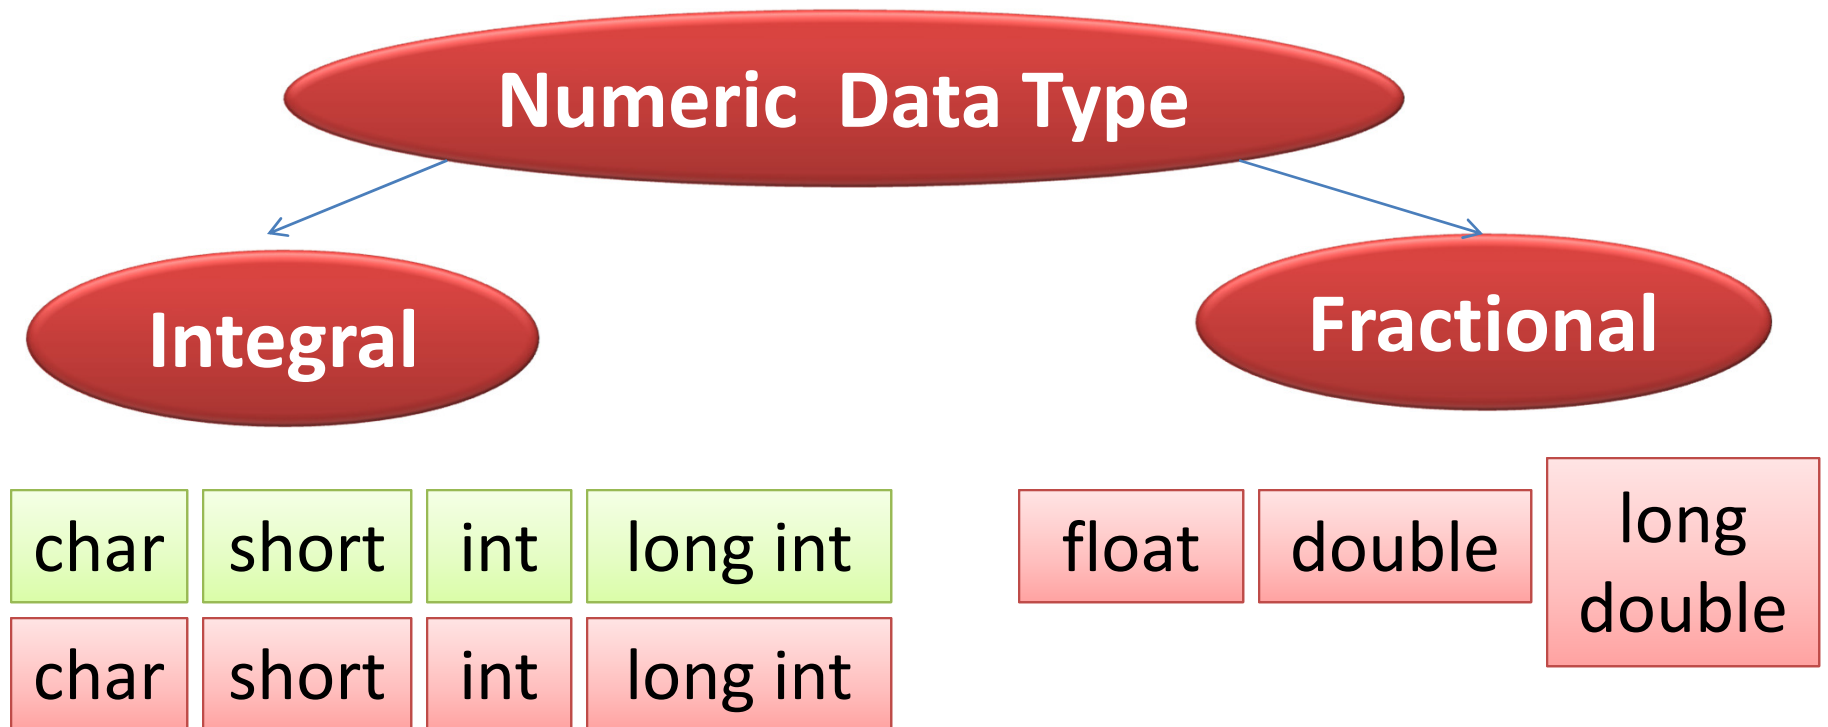 Numeric  Data Type
Integral
Fractional
char
short
int
long int
float
double
long
double
char
short
int
long int